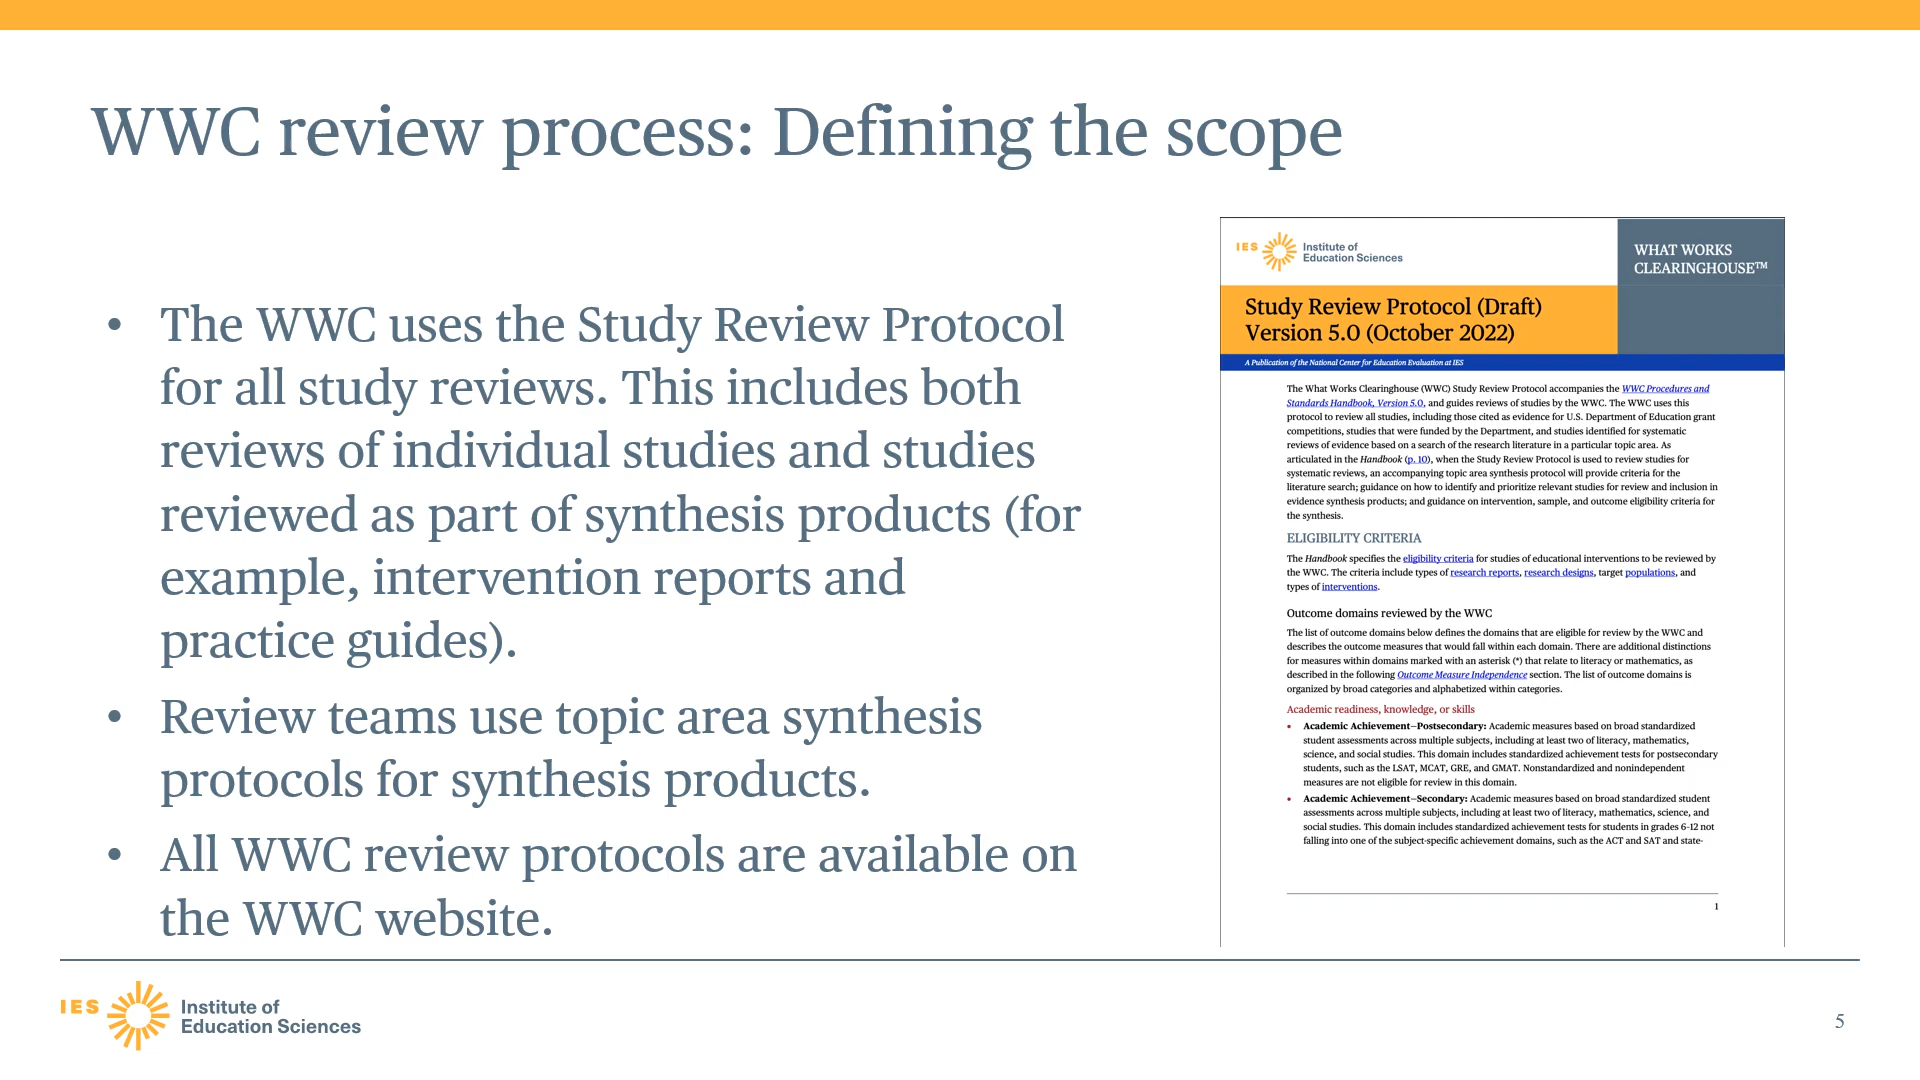 WWC review process: Defining the scope
• The WWC uses the Study Review Protocol
for all study reviews. This includes both
reviews of individual studies and studies
reviewed as part of synthesis products (for
example, intervention reports and
practice guides).
• Review teams use topic area synthesis
protocols for synthesis products.
• All WWC review protocols are available on
the WWC website.
IES Institute of
Education Sciences
WHAT WORKS
CLEARINGHOUSE™
Study Review Protocol (Draft)
Version 5.0 (October 2022)
A Publication of the National Center for Education Evaluation at IES
The What Works Clearinghouse (WWC) Study Review Protocol accompanies the WWC Procedures and
Standards Handbook, Version 5.0, and guides reviews of studies by the WWC. The WWC uses this
protocol to review all studies, including those cited as evidence for U.S. Department of Education grant
competitions, studies that were funded by the Department, and studies identified for systematic
reviews of evidence based on a search of the research literature in a particular topic area. As
articulated in the Handbook (p. 10), when the Study Review Protocol is used to review studies for
systematic reviews, an accompanying topic area synthesis protocol will provide criteria for the
literature search; guidance on how to identify and prioritize relevant studies for review and inclusion in
evidence synthesis products; and guidance on intervention, sample, and outcome eligibility criteria for
the synthesis.
ELIGIBILITY CRITERIA
The Handbook specifies the eligibility criteria for studies of educational interventions to be reviewed by
the WWC. The criteria include types of research reports, research designs, target populations, and
types of interventions.
Outcome domains reviewed by the WWC
The list of outcome domains below defines the domains that are eligible for review by the WWC and
describes the outcome measures that would fall within each domain. There are additional distinctions
for measures within domains marked with an asterisk (*) that relate to literacy or mathematics, as
described in the following Outcome Measure Independence section. The list of outcome domains is
organized by broad categories and alphabetized within categories.
Academic readiness, knowledge, or skills
• Academic Achievement—Postsecondary: Academic measures based on broad standardized
student assessments across multiple subjects, including at least two of literacy, mathematics,
science, and social studies. This domain includes standardized achievement tests for postsecondary
students, such as the LSAT, MCAT, GRE, and GMAT. Nonstandardized and nonindependent
measures are not eligible for review in this domain.
• Academic Achievement—Secondary: Academic measures based on broad standardized student
assessments across multiple subjects, including at least two of literacy, mathematics, science, and
social studies. This domain includes standardized achievement tests for students in grades 6-12 not
falling into one of the subject-specific achievement domains, such as the ACT and SAT and state-
1
IES Institute of
Education Sciences
5